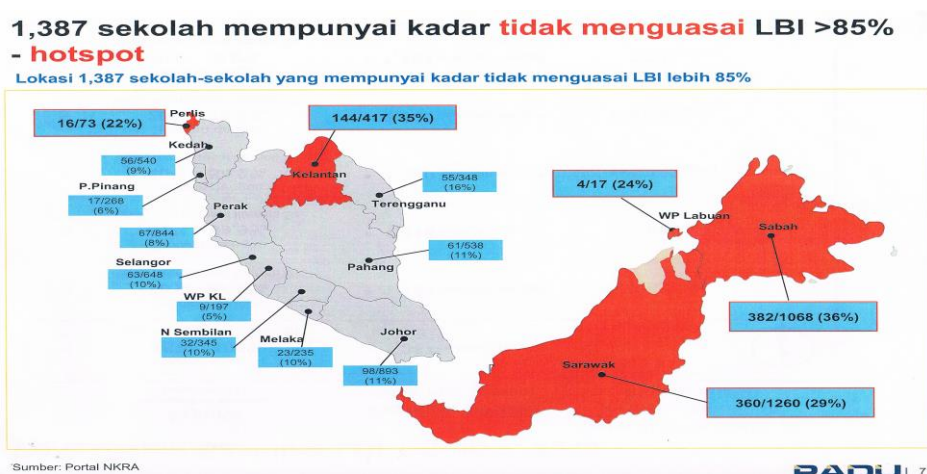 1,387 sekolah mempunyai kadar tidak menguasai LBI >85%
- hotspot
Lokasi 1,387 sekolah-sekolah yang mempunyai kadar tidak menguasai LBI lebih 85%
Perlis
16/73 (22%)
144/417 (35%)
Kedah
56/540
(9%)
Kelantan
55/348
(16%)
Terengganu
P.Pinang
17/268
(6%)
Perak
67/844
(8%)
4/17 (24%)
WP Labuan
Sabah
61/538
(11%)
Pahang
Selangor
63/648
(10%)
WP KL
9/197
(5%)
N Sembilan
32/345
(10%)
Melaka
23/235
(10%)
Johor
98/893
(11%)
382/1068 (36%)
Sarawak
360/1260 (29%)
Sumber: Portal NKRA
PADU
7